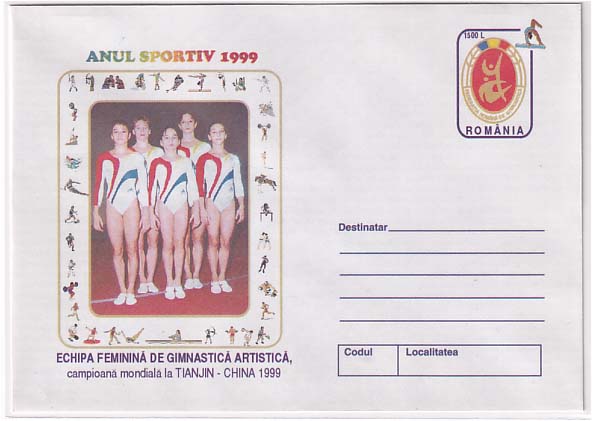 ANUL SPORTIV 1999
1500 L
ROMÂNIA
Destinatar
Codul
Localitatea
ECHIPA FEMININĂ DE GIMNASTICĂ ARTISTICĂ,
campioană mondială la TIANJIN - CHINA 1999